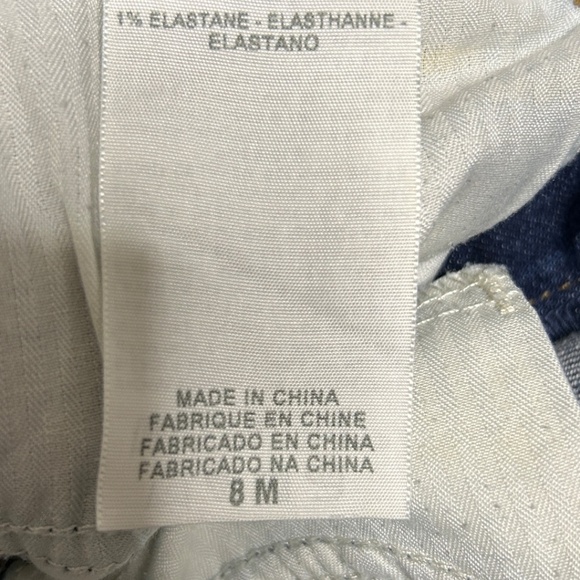 1% ELASTANE - ELASTHANNE -
ELASTANO
MADE IN CHINA
FABRIQUE EN CHINE
FABRICADO EN CHINA
FABRICADO NA CHINA
8 M